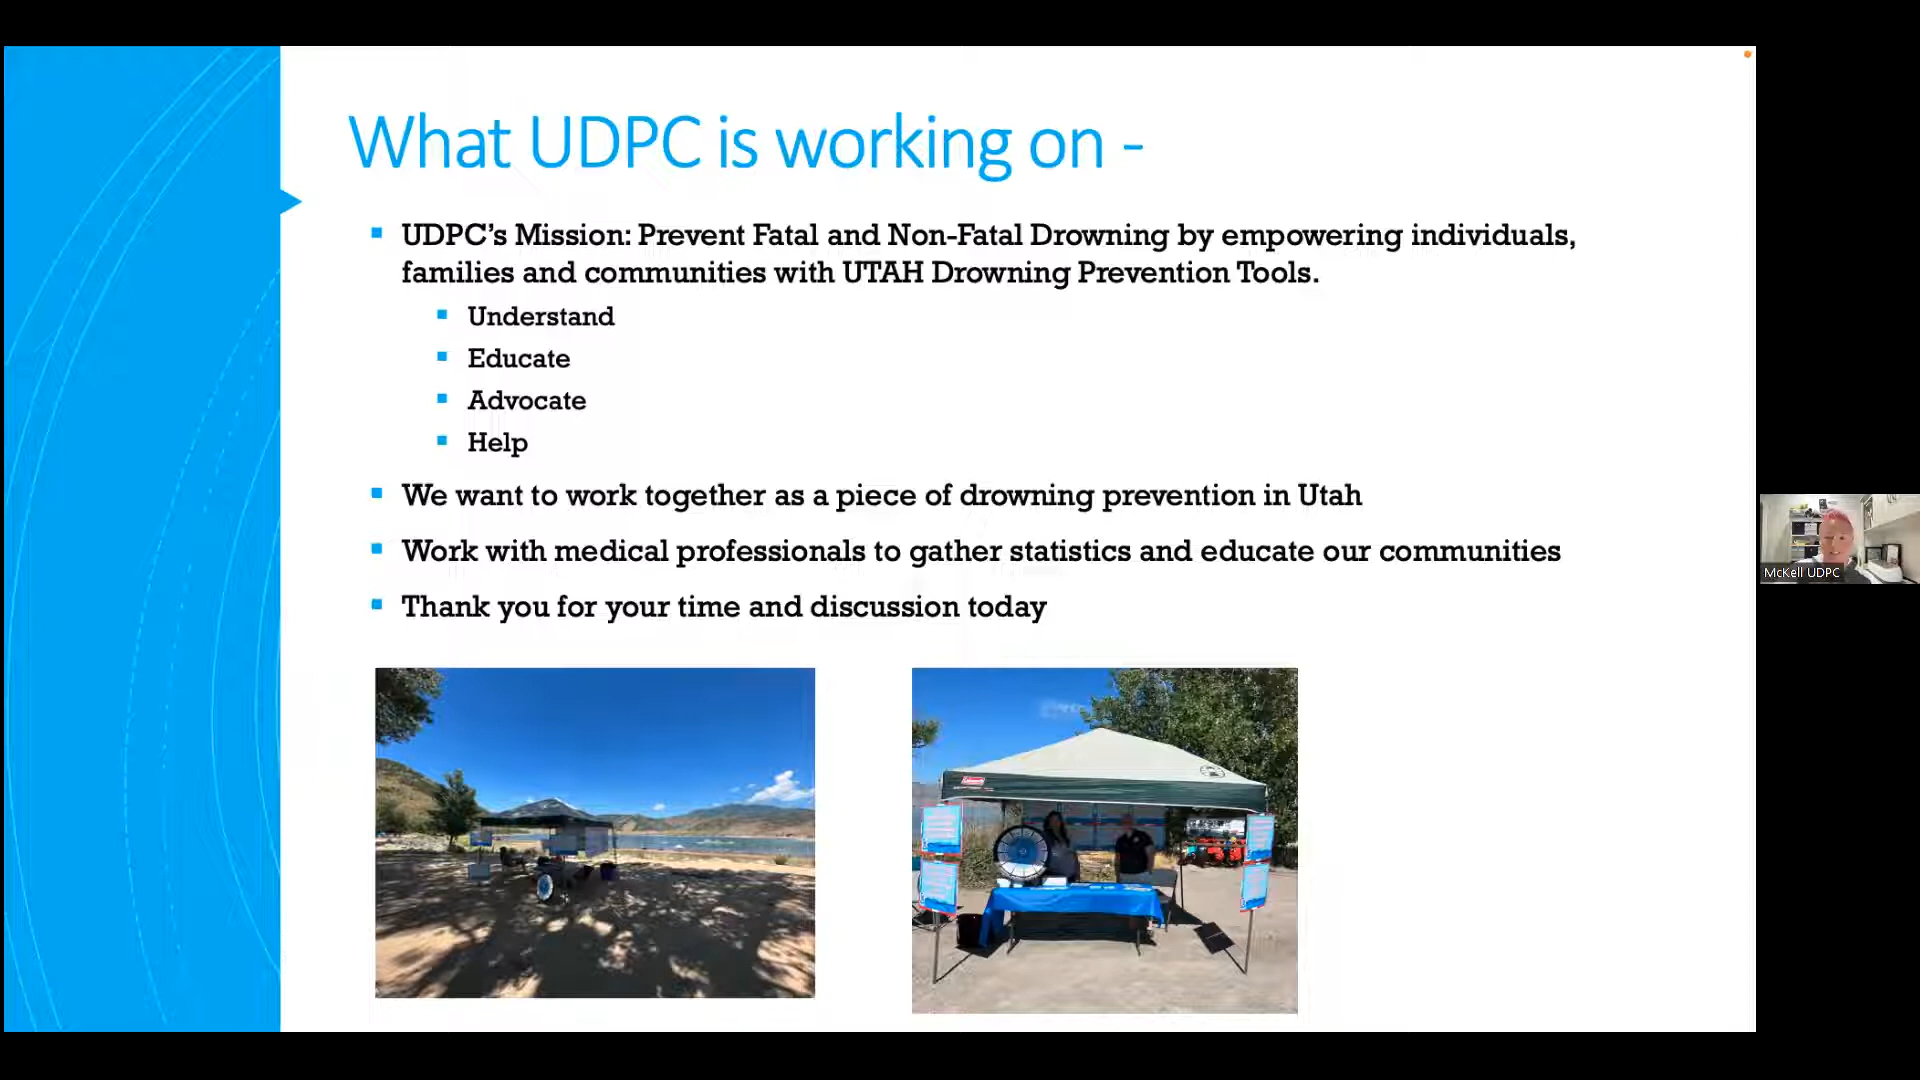 What UDPC is working on -
UDPC's Mission: Prevent Fatal and Non-Fatal Drowning by empowering individuals,
families and communities with UTAH Drowning Prevention Tools.
Understand
Educate
Advocate
Help
We want to work together as a piece of drowning prevention in Utah
Work with medical professionals to gather statistics and educate our communities
Thank you for your time and discussion today
McKell UDPC
Coleman